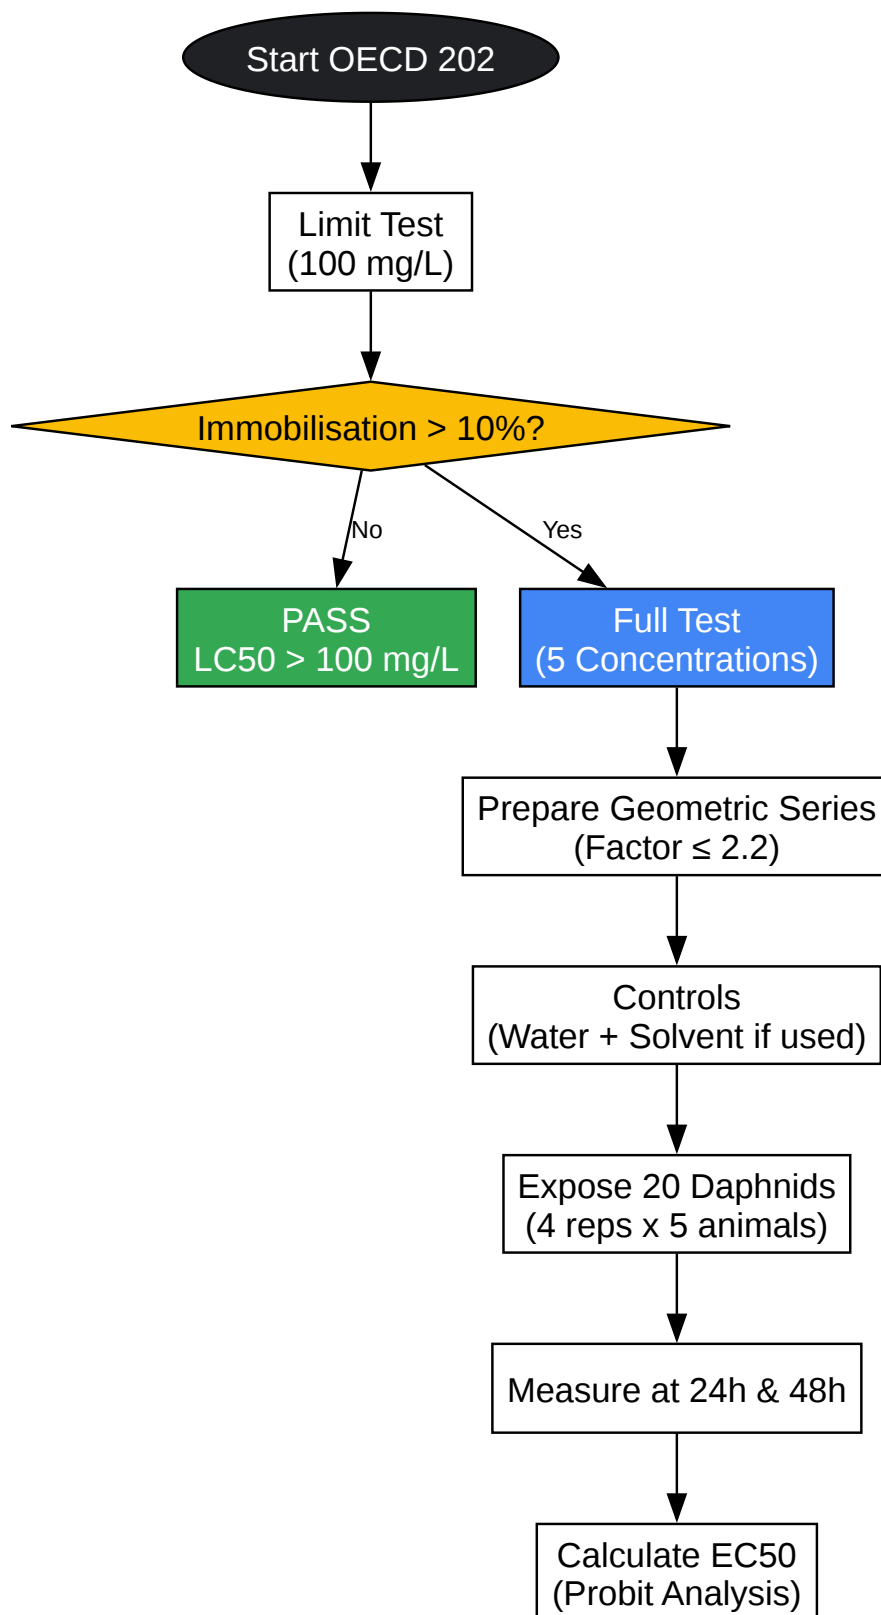 Start OECD 202
Limit Test
(100 mg/L)
Immobilisation > 10%?
No
Yes
PASS
LC50 > 100 mg/L
Full Test
(5 Concentrations)
Prepare Geometric Series
(Factor ≤ 2.2)
Controls
(Water + Solvent if used)
Expose 20 Daphnids
(4 reps x 5 animals)
Measure at 24h & 48h
Calculate EC50
(Probit Analysis)